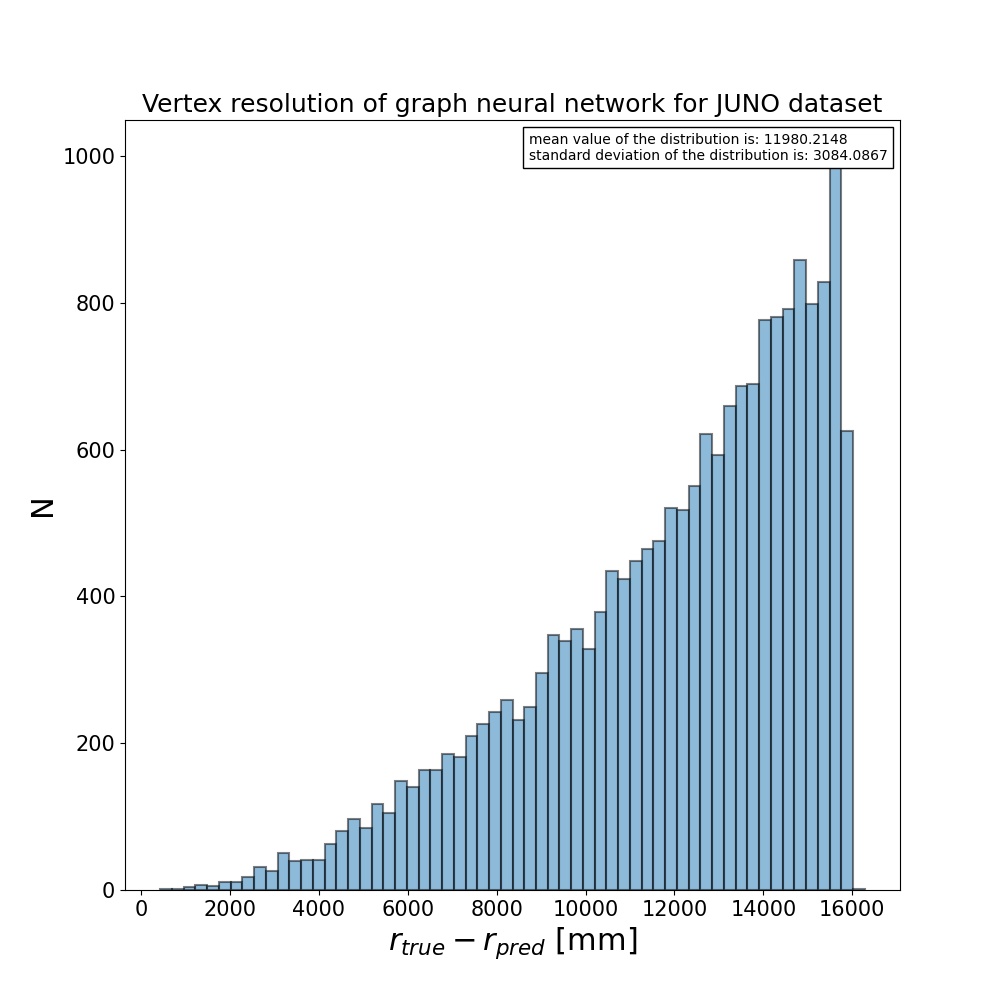 Vertex resolution of graph neural network for JUNO dataset
mean value of the distribution is: 11980.2148
standard deviation of the distribution is: 3084.0867
1000
800
600
400
200
0
N
0 2000 4000 6000 8000 10000 12000 14000 16000
r_true − r_pred [mm]